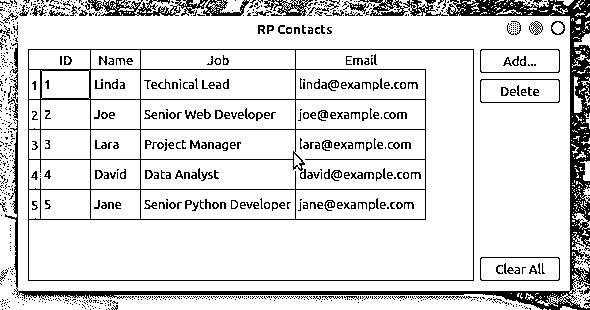 RP Contacts
ID Name Job Email
1 1 Linda Technical Lead linda@example.com
2 2 Joe Senior Web Developer joe@example.com
3 3 Lara Project Manager lara@example.com
4 4 David Data Analyst david@example.com
5 5 Jane Senior Python Developer jane@example.com
Add...
Delete
Clear All